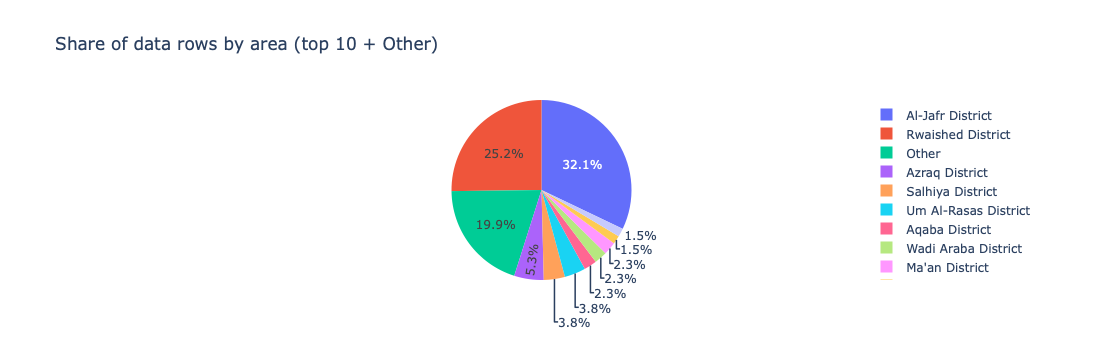 Share of data rows by area (top 10 + Other)
32.1%
25.2%
19.9%
5.3%
3.8%
3.8%
2.3%
2.3%
2.3%
1.5%
1.5%
Al-Jafr District
Rwaished District
Other
Azraq District
Salhiya District
Um Al-Rasas District
Aqaba District
Wadi Araba District
Ma'an District